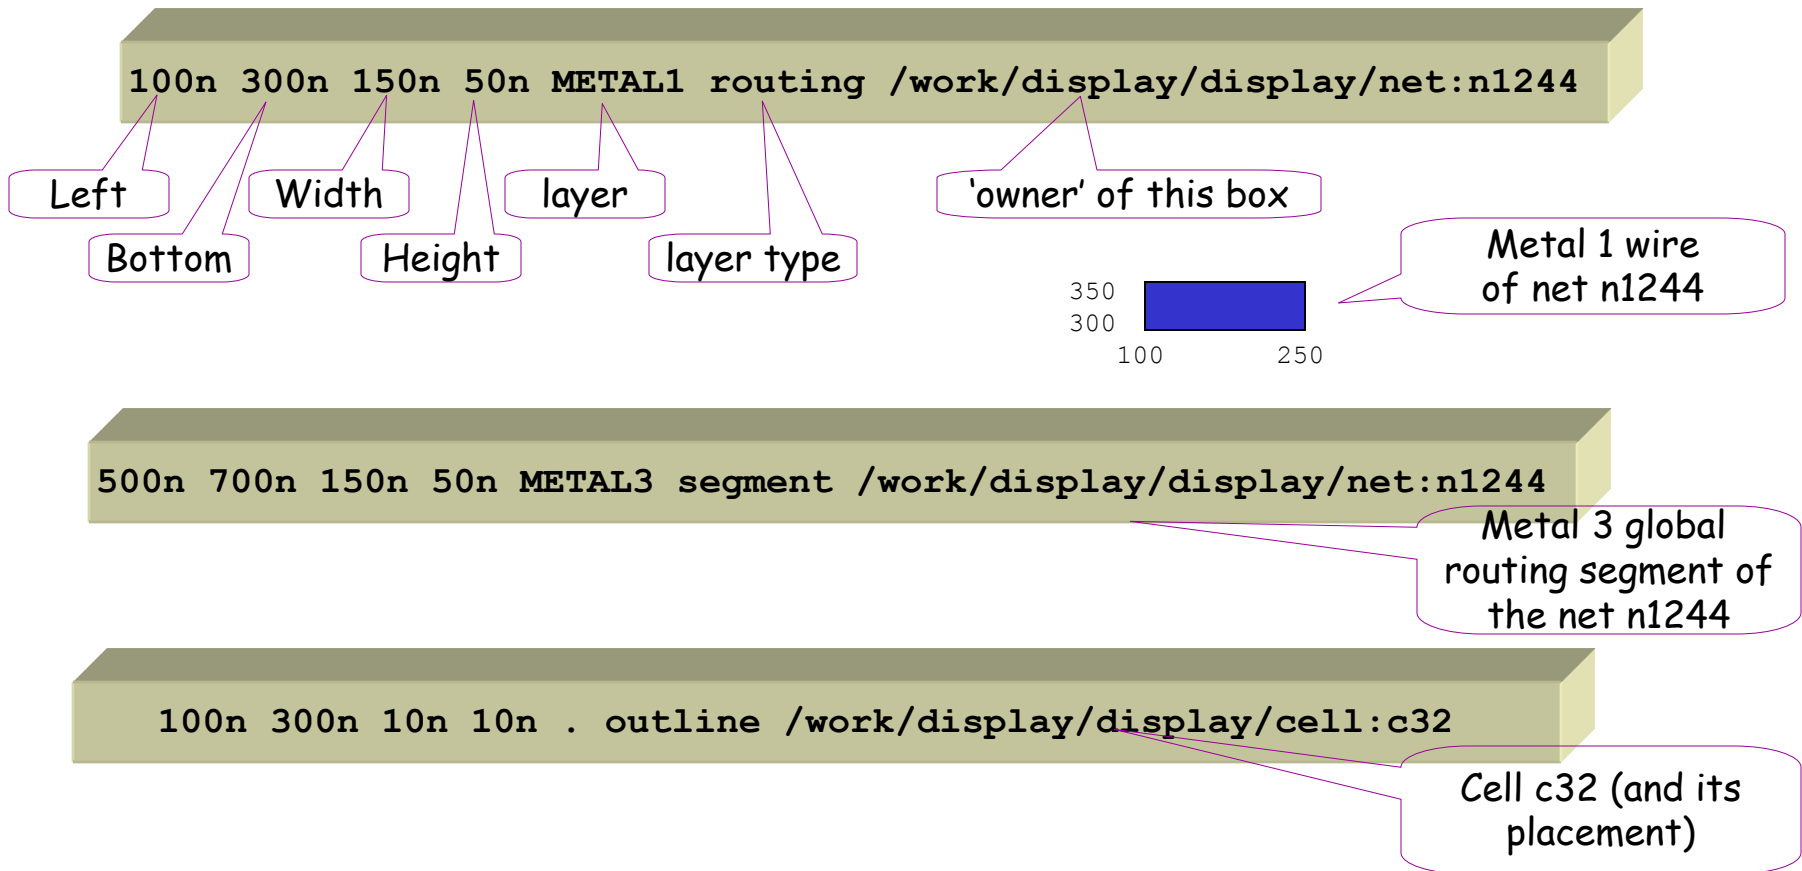 100n 300n 150n 50n METAL1 routing /work/display/display/net:n1244
Left
Width
layer
‘owner’ of this box
Bottom
Height
layer type
Metal 1 wire
of net n1244
350
300
100 250
500n 700n 150n 50n METAL3 segment /work/display/display/net:n1244
Metal 3 global
routing segment of
the net n1244
100n 300n 10n 10n . outline /work/display/display/cell:c32
Cell c32 (and its
placement)